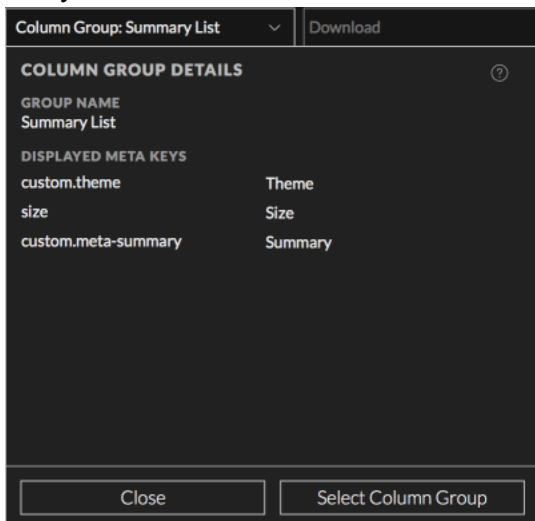 Column Group: Summary List Download
COLUMN GROUP DETAILS
GROUP NAME
Summary List
DISPLAYED META KEYS
custom.theme Theme
size Size
custom.meta-summary Summary
Close Select Column Group